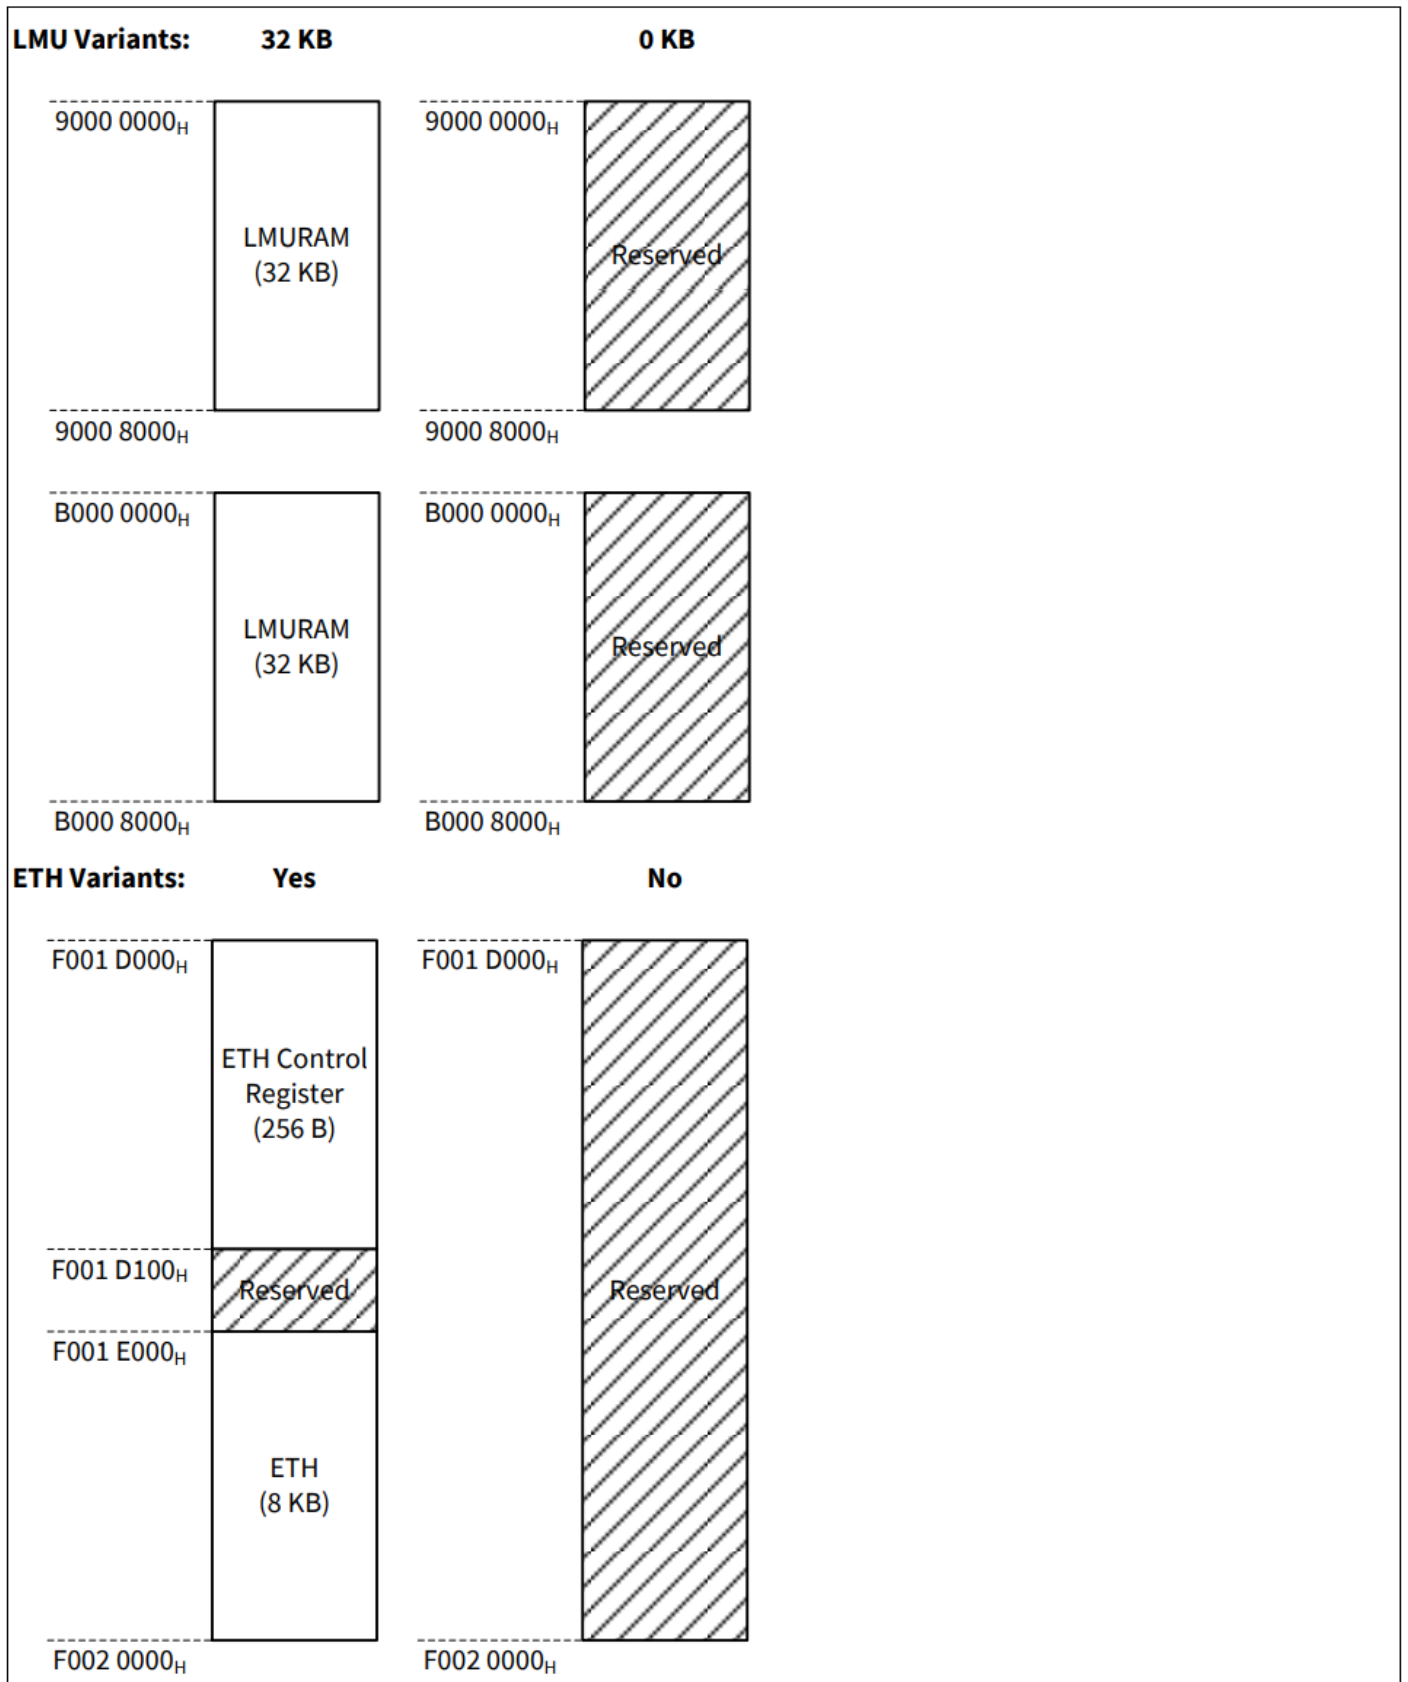 LMU Variants: 32 KB 0 KB
9000 0000H 9000 0000H
LMURAM
(32 KB)
Reserved
9000 8000H 9000 8000H
B000 0000H B000 0000H
LMURAM
(32 KB)
Reserved
B000 8000H B000 8000H
ETH Variants: Yes No
F001 D000H F001 D000H
ETH Control
Register
(256 B)
F001 D100H
Reserved Reserved
F001 E000H
ETH
(8 KB)
F002 0000H F002 0000H